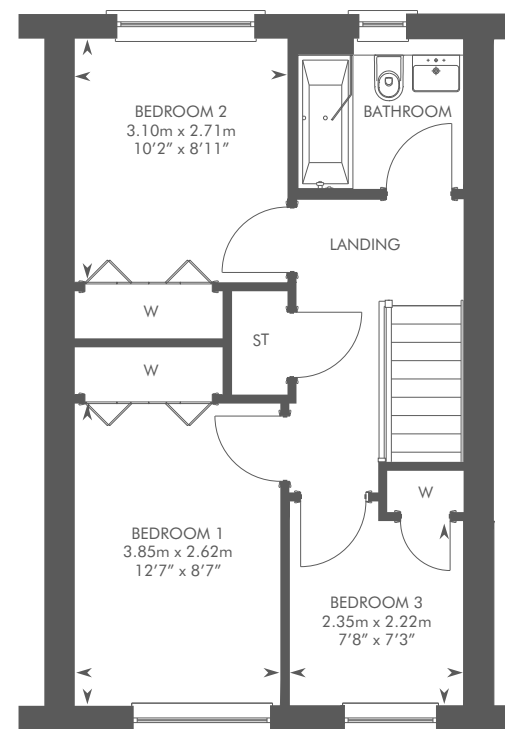 BEDROOM 2
3.10m x 2.71m
10’2” x 8’11”
BATHROOM
LANDING
W
ST
W
W
BEDROOM 1
3.85m x 2.62m
12’7” x 8’7”
BEDROOM 3
2.35m x 2.22m
7’8” x 7’3”